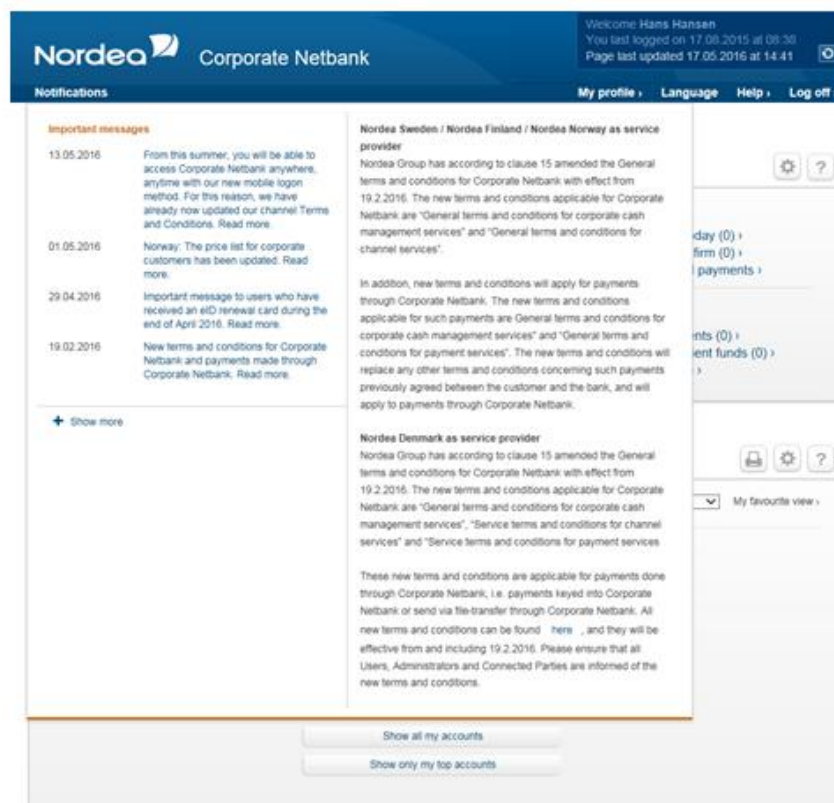 Welcome Hans Hansen
You last logged on 17.08.2015 at 08:38
Page last updated 17.05.2016 at 14:41
Nordea Corporate Netbank
Notifications
My profile › Language Help › Log off
Important messages
13.05.2016 From this summer, you will be able to
access Corporate Netbank anywhere,
anytime with our new mobile logon
method. For this reason, we have
already now updated our channel Terms
and Conditions. Read more.
01.05.2016 Norway: The price list for corporate
customers has been updated. Read
more.
29.04.2016 Important message to users who have
received an eID renewal card during the
end of April 2016. Read more.
19.02.2016 New terms and conditions for Corporate
Netbank and payments made through
Corporate Netbank. Read more.
+ Show more
Nordea Sweden / Nordea Finland / Nordea Norway as service
provider
Nordea Group has according to clause 15 amended the General
terms and conditions for Corporate Netbank with effect from
19.2.2016. The new terms and conditions applicable for Corporate
Netbank are "General terms and conditions for corporate cash
management services" and "General terms and conditions for
channel services".
In addition, new terms and conditions will apply for payments
through Corporate Netbank. The new terms and conditions
applicable for such payments are General terms and Conditions for
corporate cash management services" and "General terms and
conditions for payment services". The new terms and conditions will
replace any other terms and conditions concerning such payments
previously agreed between the customer and the bank, and will
apply to payments through Corporate Netbank.
Nordea Denmark as service provider
Nordea Group has according to clause 15 amended the General
terms and conditions for Corporate Netbank with effect from
19.2.2016. The new terms and conditions applicable for Corporate
Netbank are "General terms and conditions for corporate cash
management services", "Service terms and conditions for channel
services" and "Service terms and conditions for payment services
These new terms and conditions are applicable for payments done
through Corporate Netbank, i.e. payments keyed into Corporate
Netbank or send via file-transfer through Corporate Netbank. All
new terms and conditions can be found here , and they will be
effective from and including 19.2.2016. Please ensure that all
Users, Administrators and Connected Parties are informed of the
new terms and conditions.
?
day (0) ›
firm (0) ›
payments ›
nts (0) ›
ent funds (0) ›
›
?
My favourite view ›
Show all my accounts
Show only my top accounts